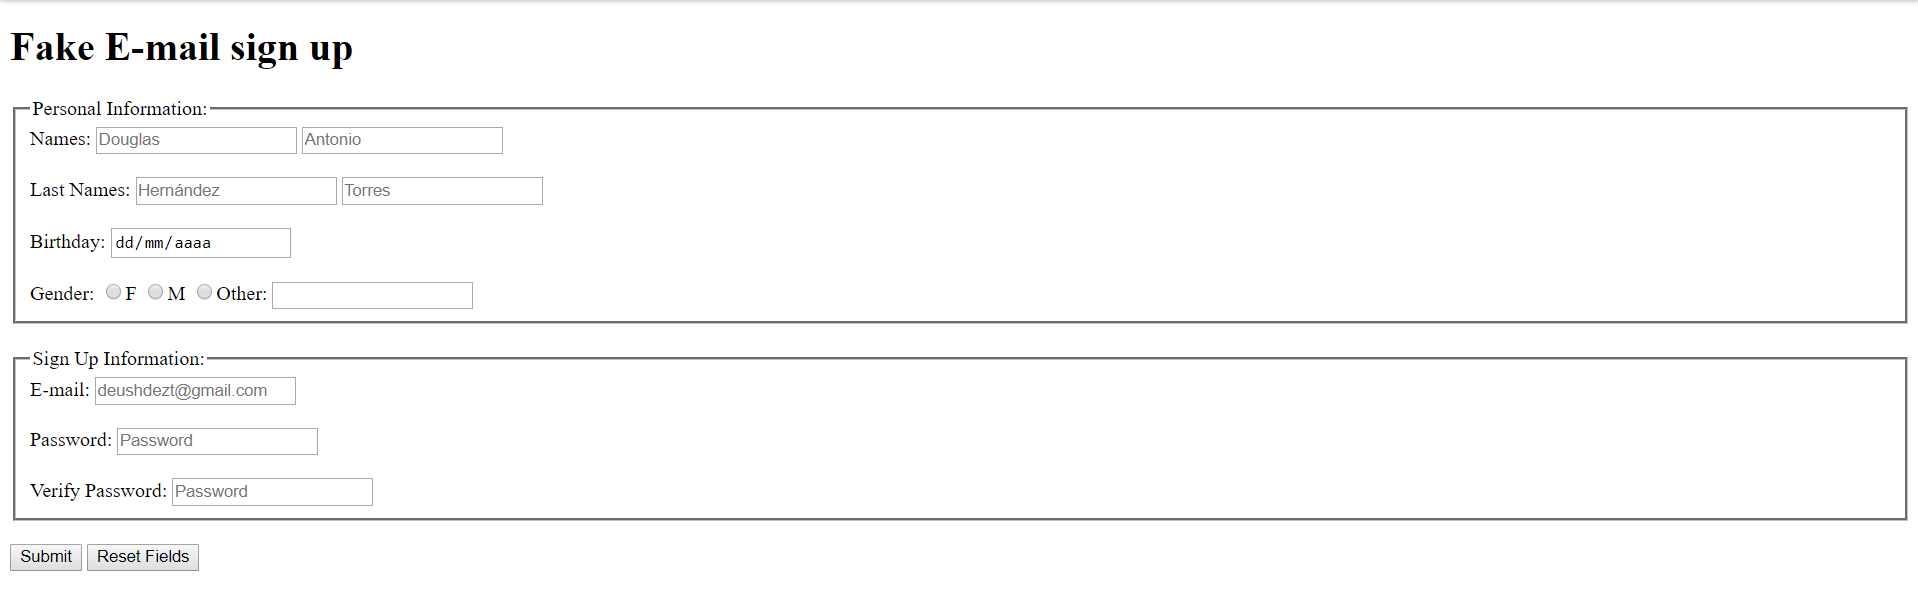 Fake E-mail sign up
Personal Information:
Names: Douglas Antonio
Last Names: Hernández Torres
Birthday: dd/mm/aaaa
Gender: F M Other:
Sign Up Information:
E-mail: deushdezt@gmail.com
Password: Password
Verify Password: Password
Submit Reset Fields